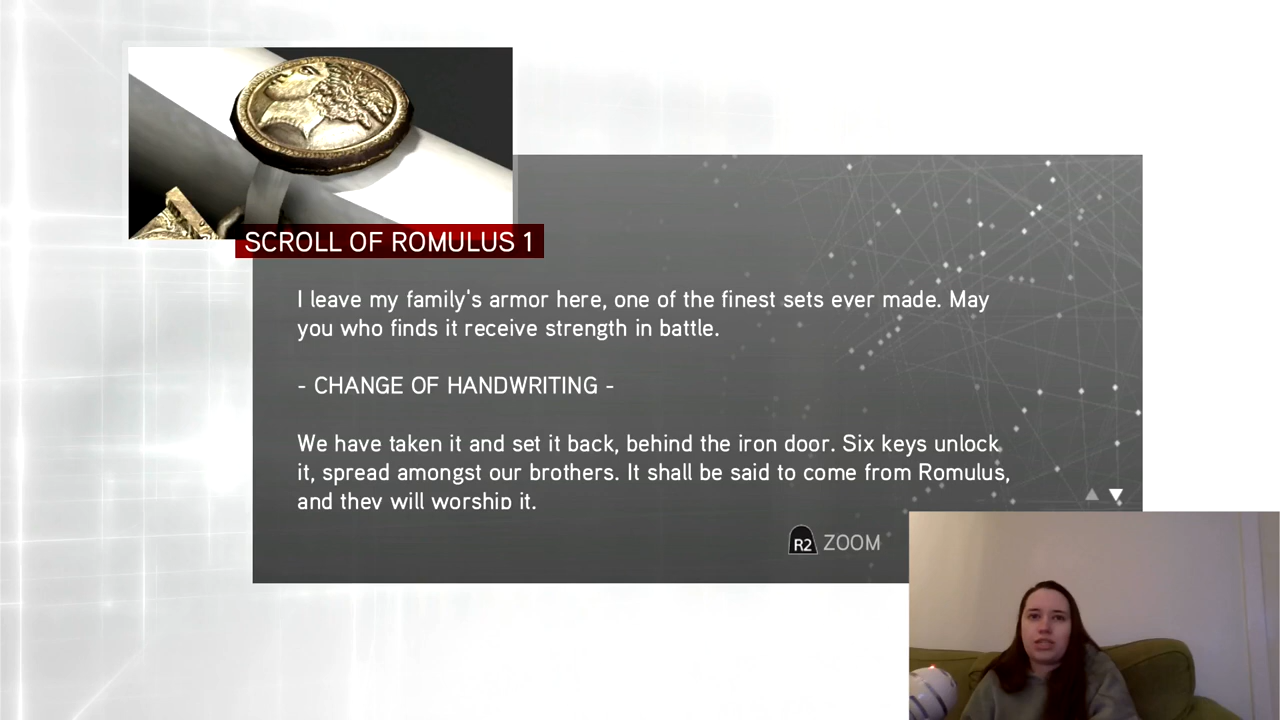 SCROLL OF ROMULUS 1
I leave my family's armor here, one of the finest sets ever made. May
you who finds it receive strength in battle.
- CHANGE OF HANDWRITING -
We have taken it and set it back, behind the iron door. Six keys unlock
it, spread amongst our brothers. It shall be said to come from Romulus,
and they will worship it.
R2 ZOOM